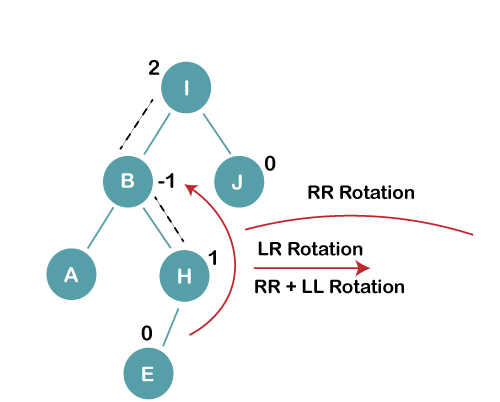 2
I
B
-1
J
0
RR Rotation
A
H
1
LR Rotation
RR + LL Rotation
0
E